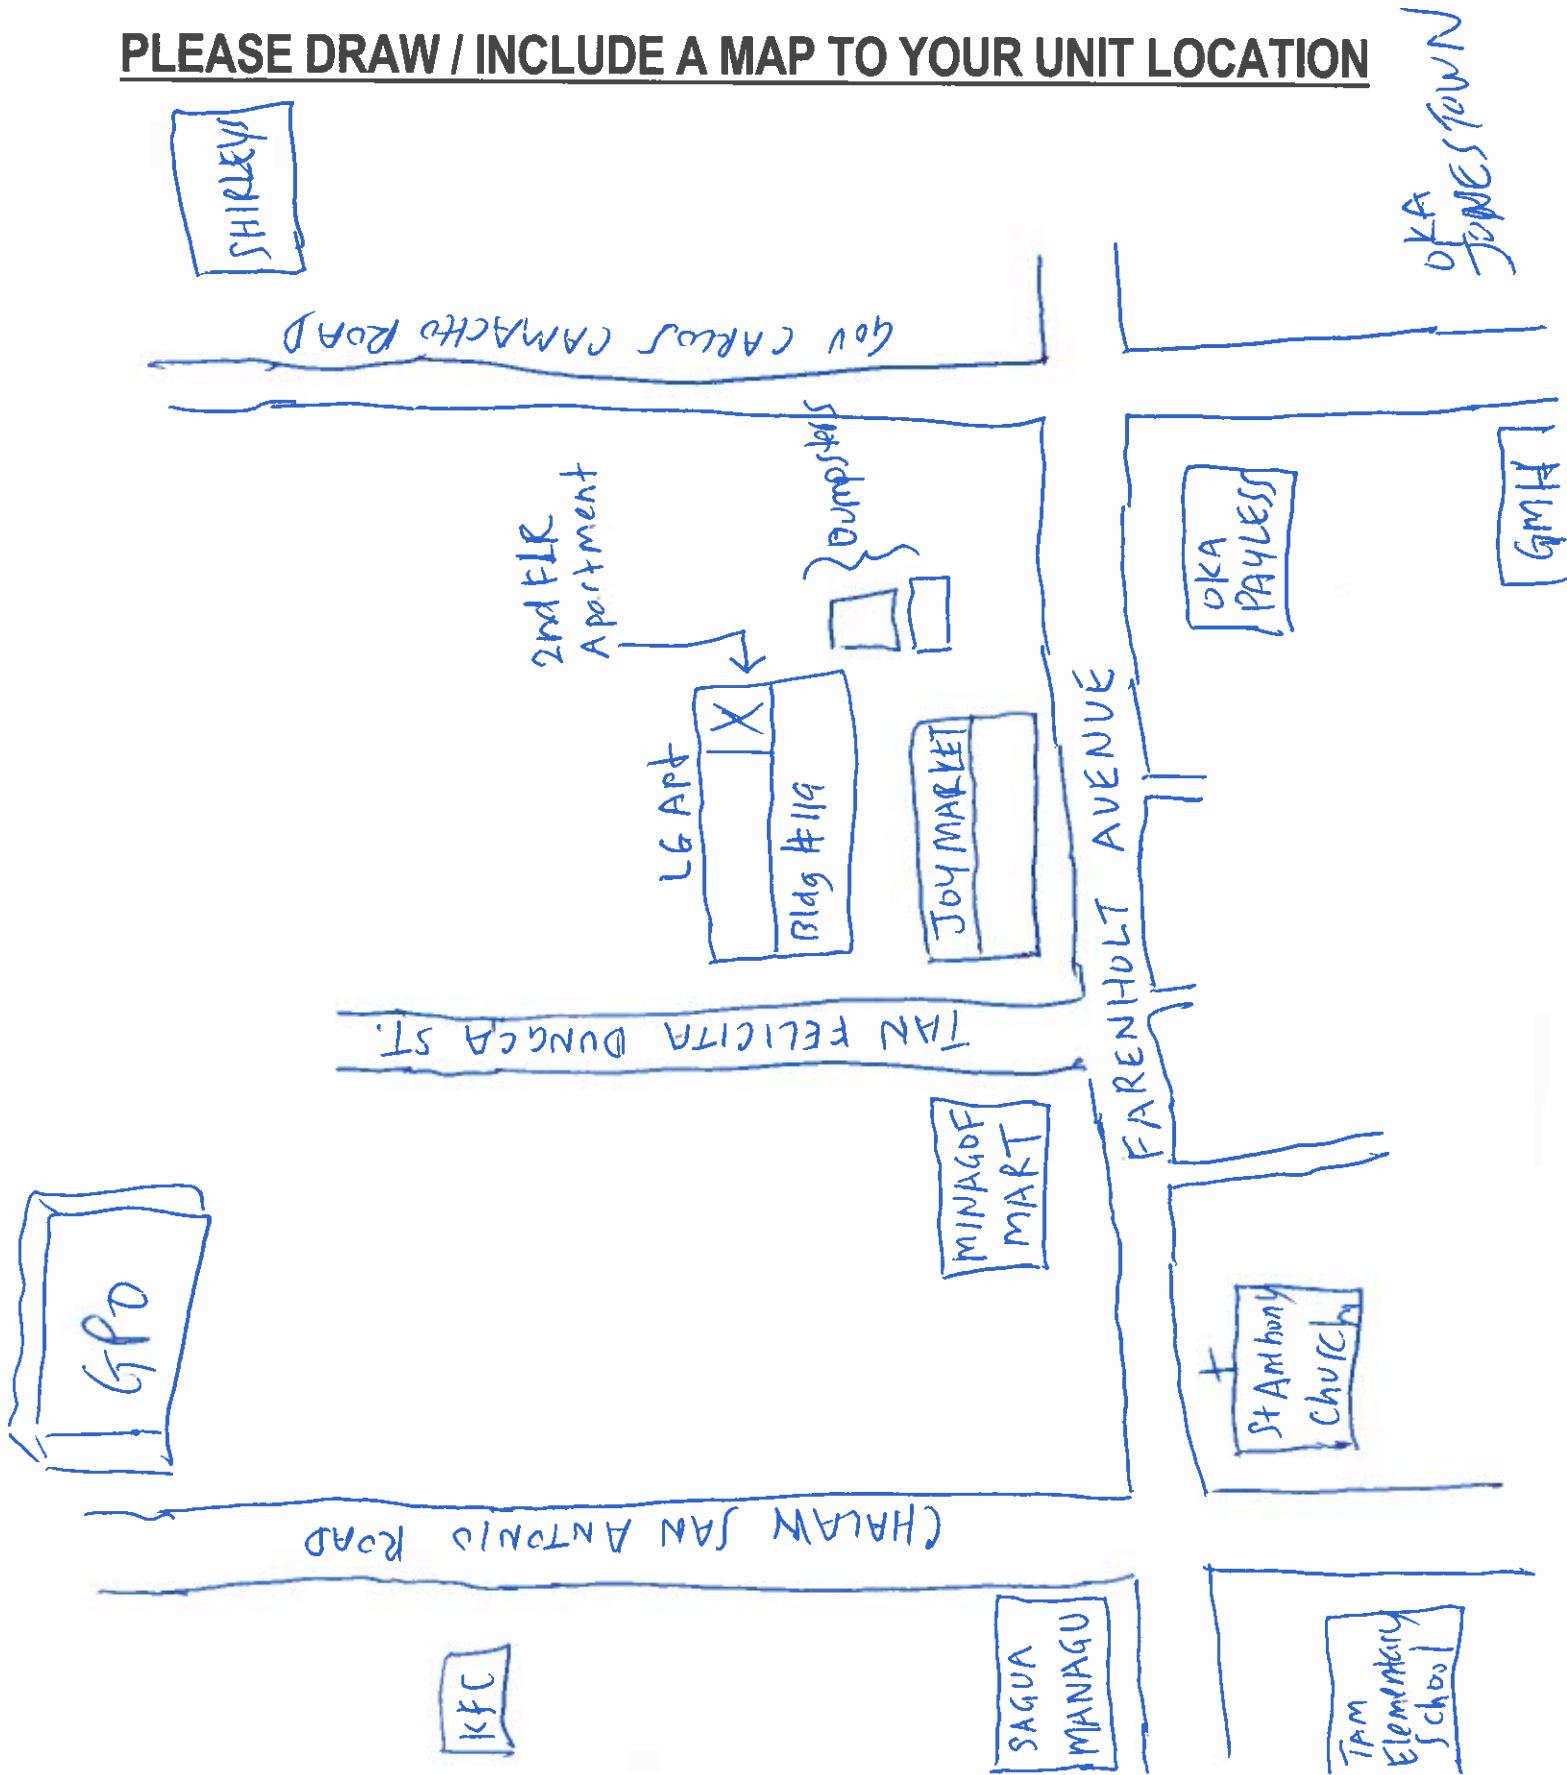 PLEASE DRAW / INCLUDE A MAP TO YOUR UNIT LOCATION
SHIRLEYS
OKA
JONESTOWN
GOV CARLOS CAMACHO ROAD
Dumpsters
2nd FLR
Apartment
OKA
PAYLESS
GMH
LG Apt
X
Bldg #119
JOY MARKET
FARENHOLT AVENUE
TAN FELICITA DUNGCA ST.
MINAGOF
MART
GPO
St Anthony
Church
CHALAN SAN ANTONIO ROAD
KFC
SAGUA
MANAGU
TAM
Elementary
School